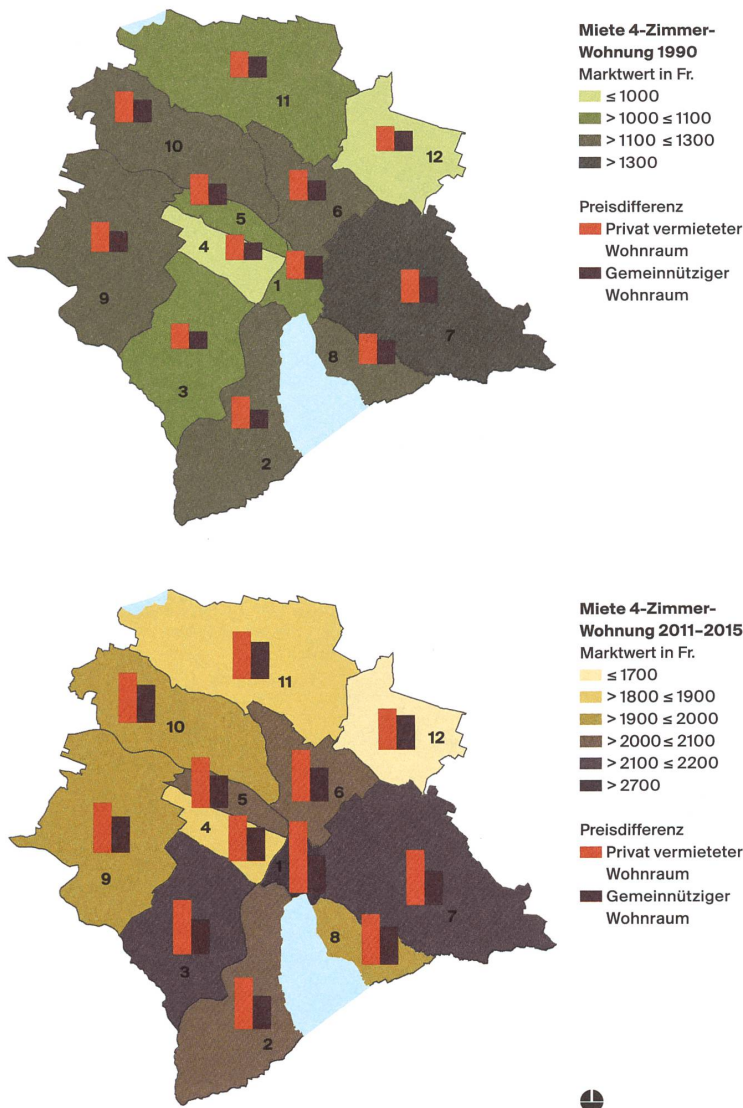 Miete 4-Zimmer-
Wohnung 1990
Marktwert in Fr.
≤ 1000
> 1000 ≤ 1100
> 1100 ≤ 1300
> 1300
Preisdifferenz
Privat vermieteter
Wohnraum
Gemeinnütziger
Wohnraum
11
10
12
6
5
4
1
9
7
8
3
2
Miete 4-Zimmer-
Wohnung 2011–2015
Marktwert in Fr.
≤ 1700
> 1800 ≤ 1900
> 1900 ≤ 2000
> 2000 ≤ 2100
> 2100 ≤ 2200
> 2700
Preisdifferenz
Privat vermieteter
Wohnraum
Gemeinnütziger
Wohnraum
11
10
12
6
5
4
1
9
7
8
3
2